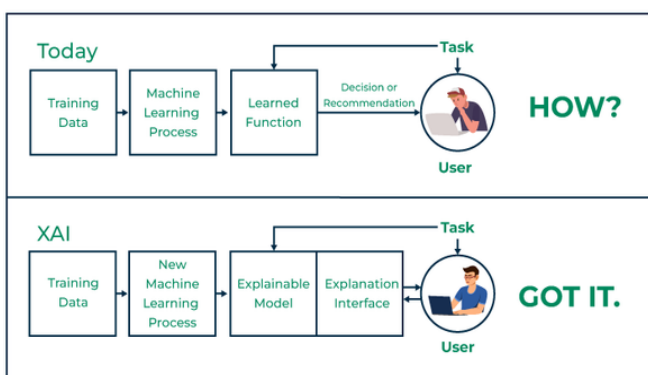 Today
Task
Training
Data
Machine
Learning
Process
Learned
Function
Decision or
Recommendation
User
HOW?
XAI
Task
Training
Data
New
Machine
Learning
Process
Explainable
Model
Explanation
Interface
User
GOT IT.